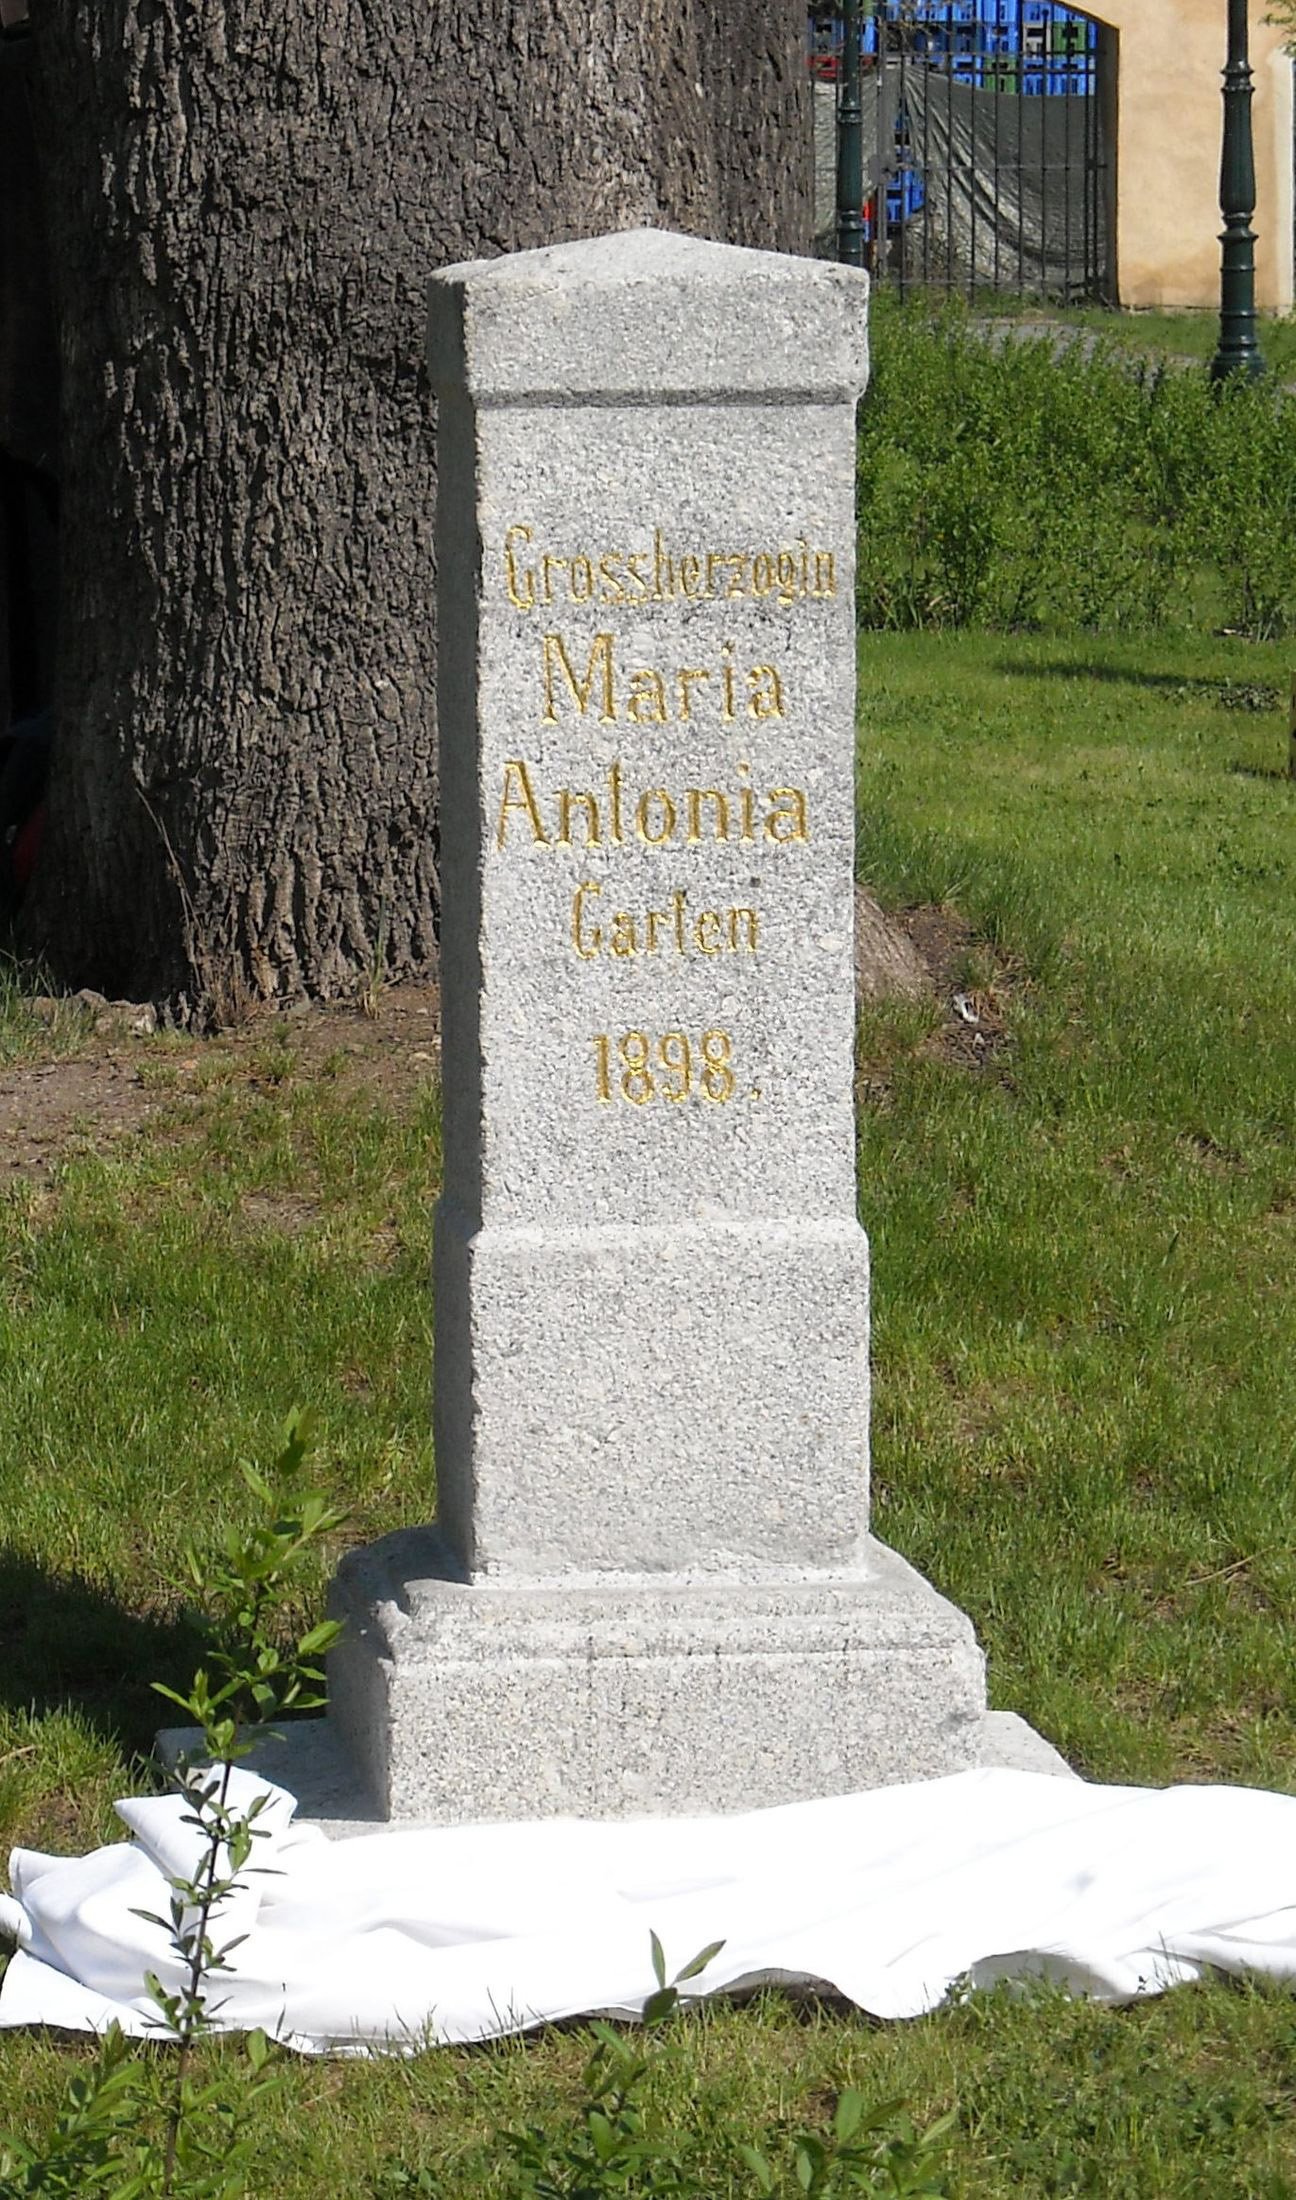 Grossherzogin
Maria
Antonia
Garten
1898.